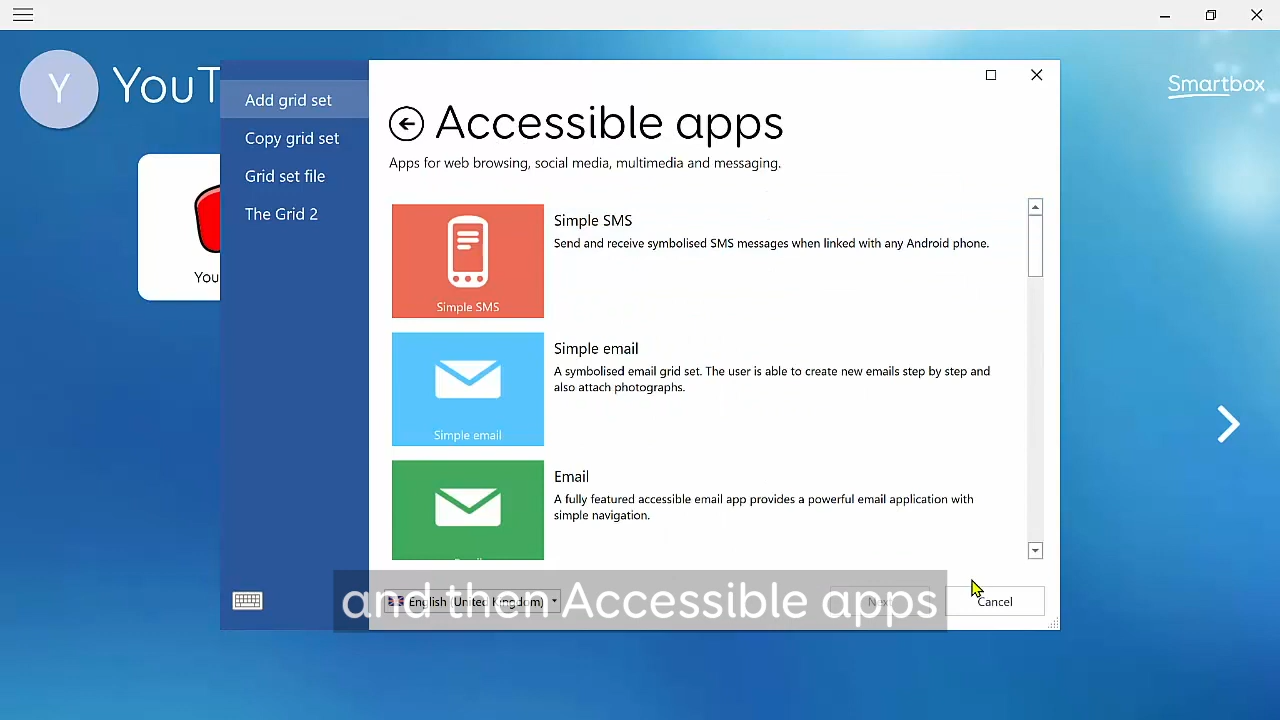 Y
YouT
Smartbox
You
Add grid set
Copy grid set
Grid set file
The Grid 2
Accessible apps
Apps for web browsing, social media, multimedia and messaging.
Simple SMS
Simple SMS
Send and receive symbolised SMS messages when linked with any Android phone.
Simple email
Simple email
A symbolised email grid set. The user is able to create new emails step by step and
also attach photographs.
Email
A fully featured accessible email app provides a powerful email application with
simple navigation.
English (United Kingdom)
Next
Cancel
and then Accessible apps